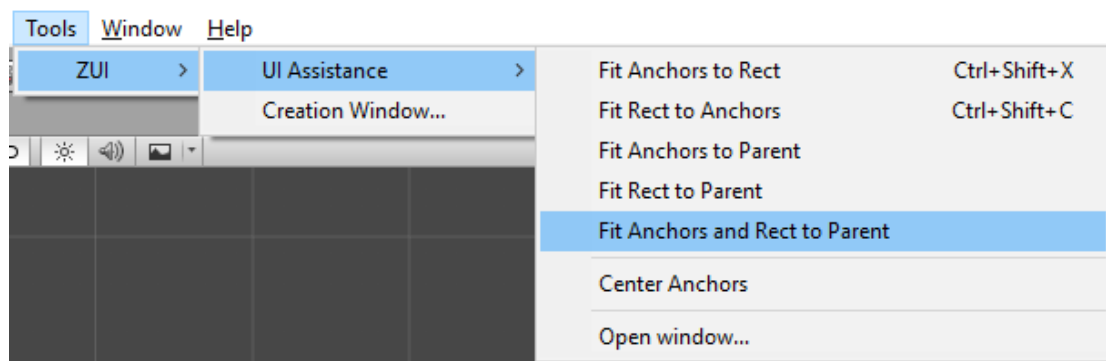 Tools Window Help
ZUI > UI Assistance > Fit Anchors to Rect Ctrl+Shift+X
Creation Window... Fit Rect to Anchors Ctrl+Shift+C
Fit Anchors to Parent
Fit Rect to Parent
Fit Anchors and Rect to Parent
Center Anchors
Open window...